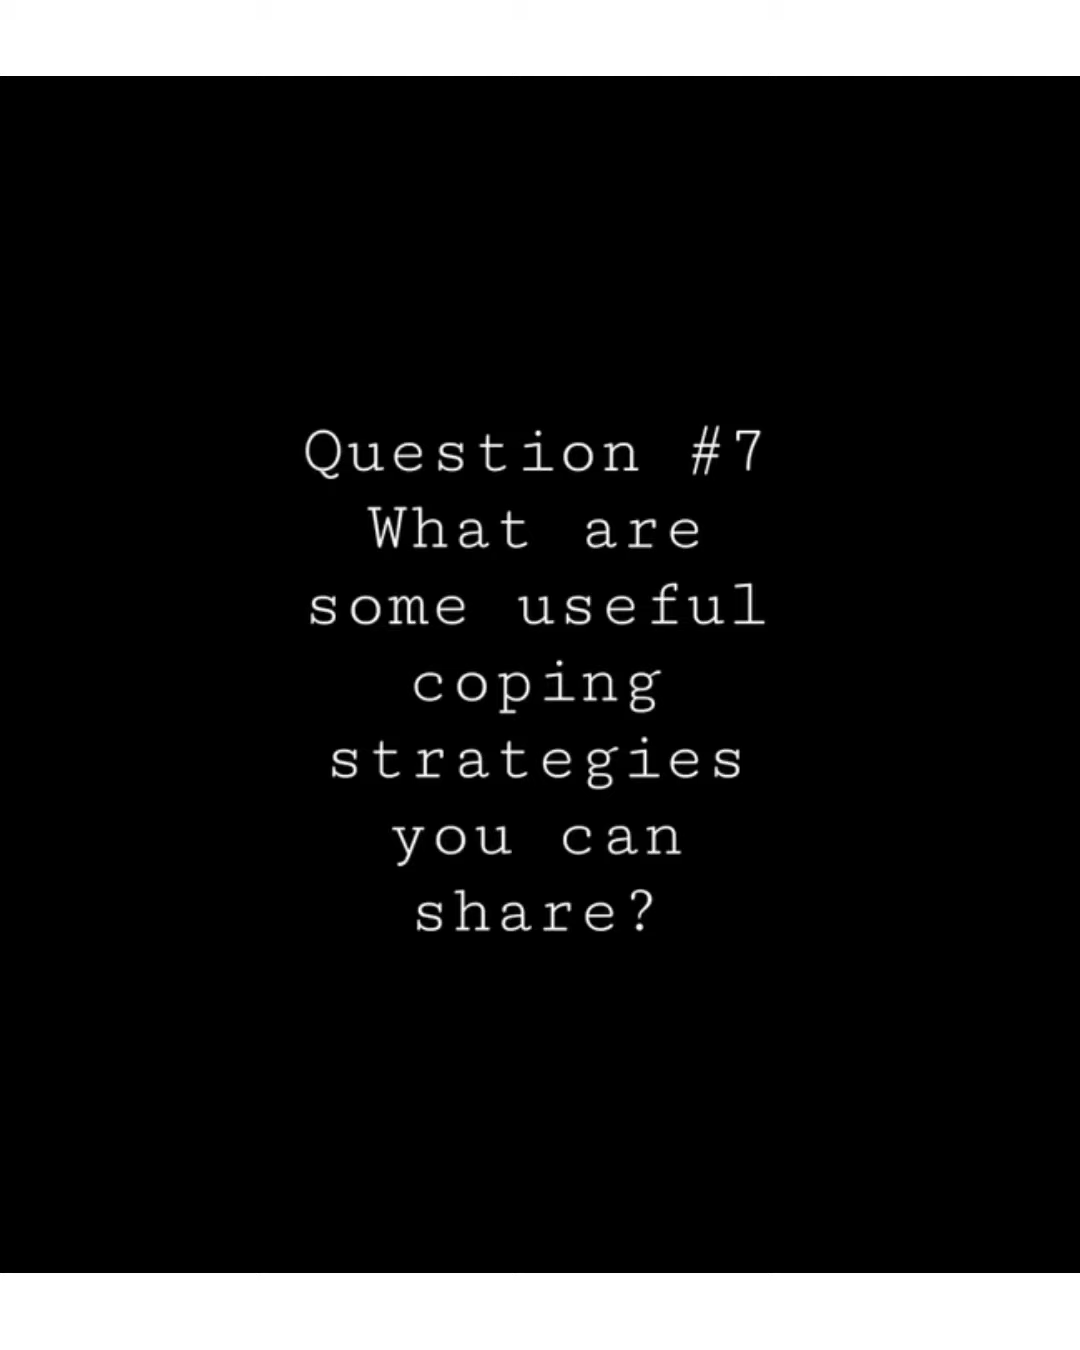 Question #7
What are
some useful
coping
strategies
you can
share?